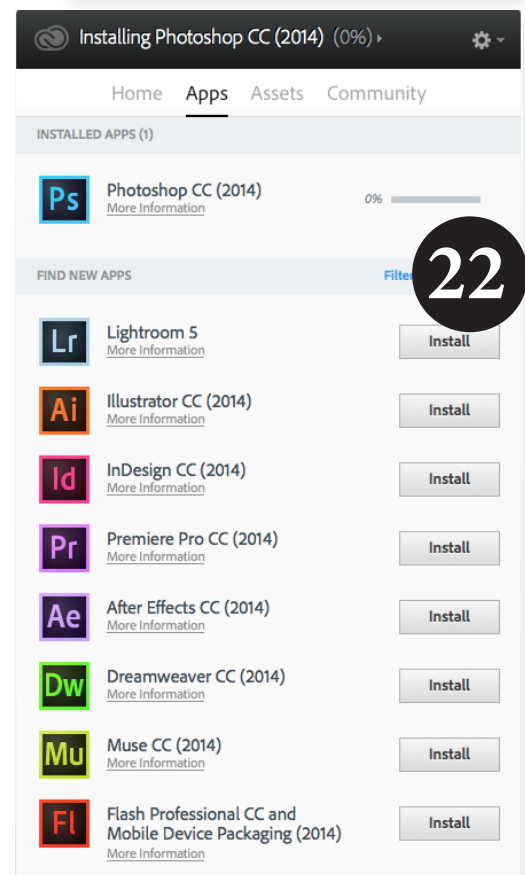 Installing Photoshop CC (2014) (0%)
Home Apps Assets Community
INSTALLED APPS (1)
Ps Photoshop CC (2014) 0%
More Information
22
FIND NEW APPS Filter
Lr Lightroom 5 Install
More Information
Ai Illustrator CC (2014) Install
More Information
Id InDesign CC (2014) Install
More Information
Pr Premiere Pro CC (2014) Install
More Information
Ae After Effects CC (2014) Install
More Information
Dw Dreamweaver CC (2014) Install
More Information
Mu Muse CC (2014) Install
More Information
Fl Flash Professional CC and Install
Mobile Device Packaging (2014)
More Information